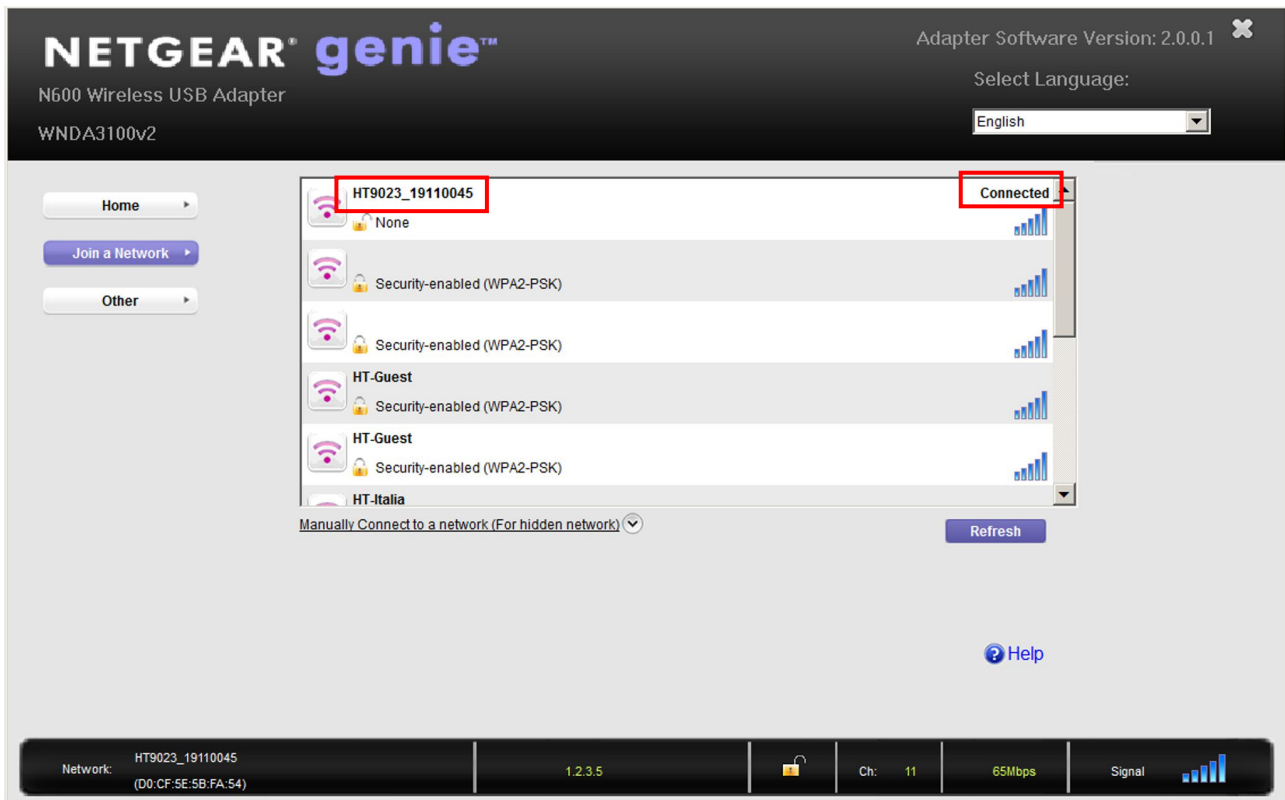 NETGEAR® genie™
N600 Wireless USB Adapter
WNDA3100v2
Adapter Software Version: 2.0.0.1
Select Language:
English
Home
Join a Network
Other
HT9023_19110045 Connected
None
Security-enabled (WPA2-PSK)
Security-enabled (WPA2-PSK)
HT-Guest
Security-enabled (WPA2-PSK)
HT-Guest
Security-enabled (WPA2-PSK)
HT-Italia
Manually Connect to a network (For hidden network)
Refresh
Help
Network: HT9023_19110045
(D0:CF:5E:5B:FA:54)
1.2.3.5
Ch: 11
65Mbps
Signal